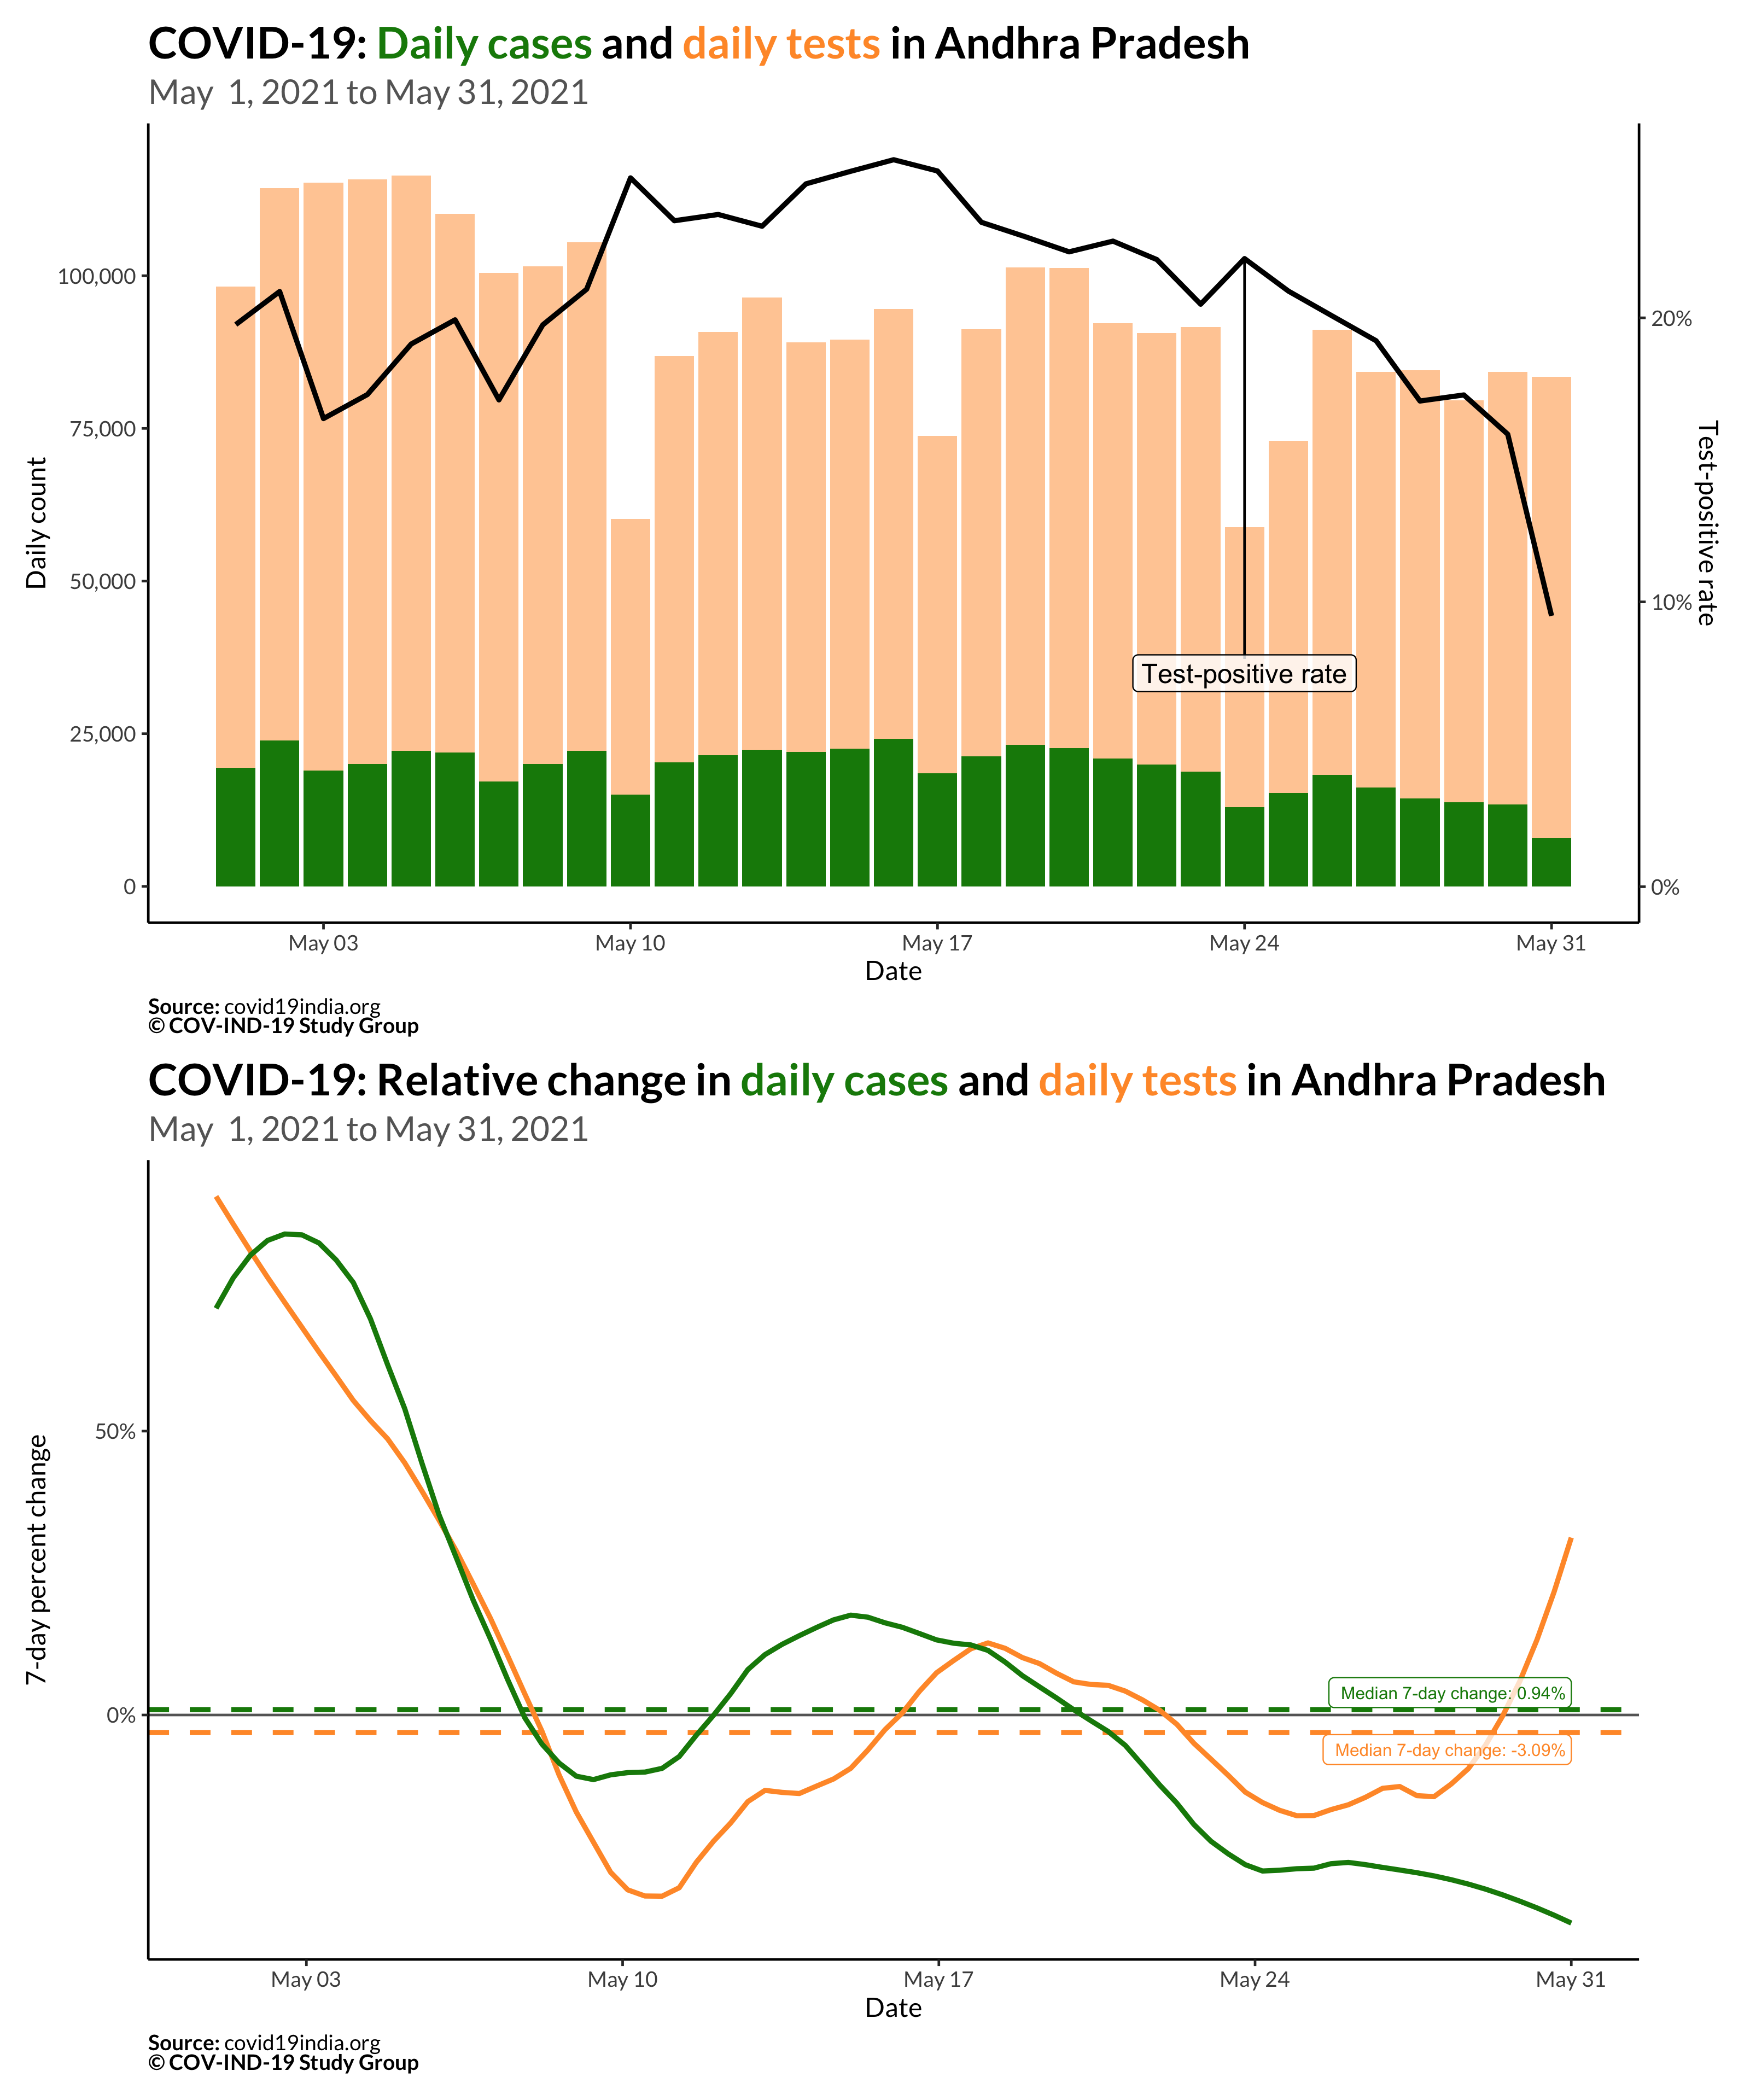 COVID-19: Daily cases and daily tests in Andhra Pradesh
May 1, 2021 to May 31, 2021
100,000
75,000
50,000
25,000
0
Daily count
20%
10%
0%
Test-positive rate
Test-positive rate
May 03
May 10
May 17
May 24
May 31
Date
Source: covid19india.org
© COV-IND-19 Study Group
COVID-19: Relative change in daily cases and daily tests in Andhra Pradesh
May 1, 2021 to May 31, 2021
50%
0%
7-day percent change
Median 7-day change: 0.94%
Median 7-day change: -3.09%
May 03
May 10
May 17
May 24
May 31
Date
Source: covid19india.org
© COV-IND-19 Study Group